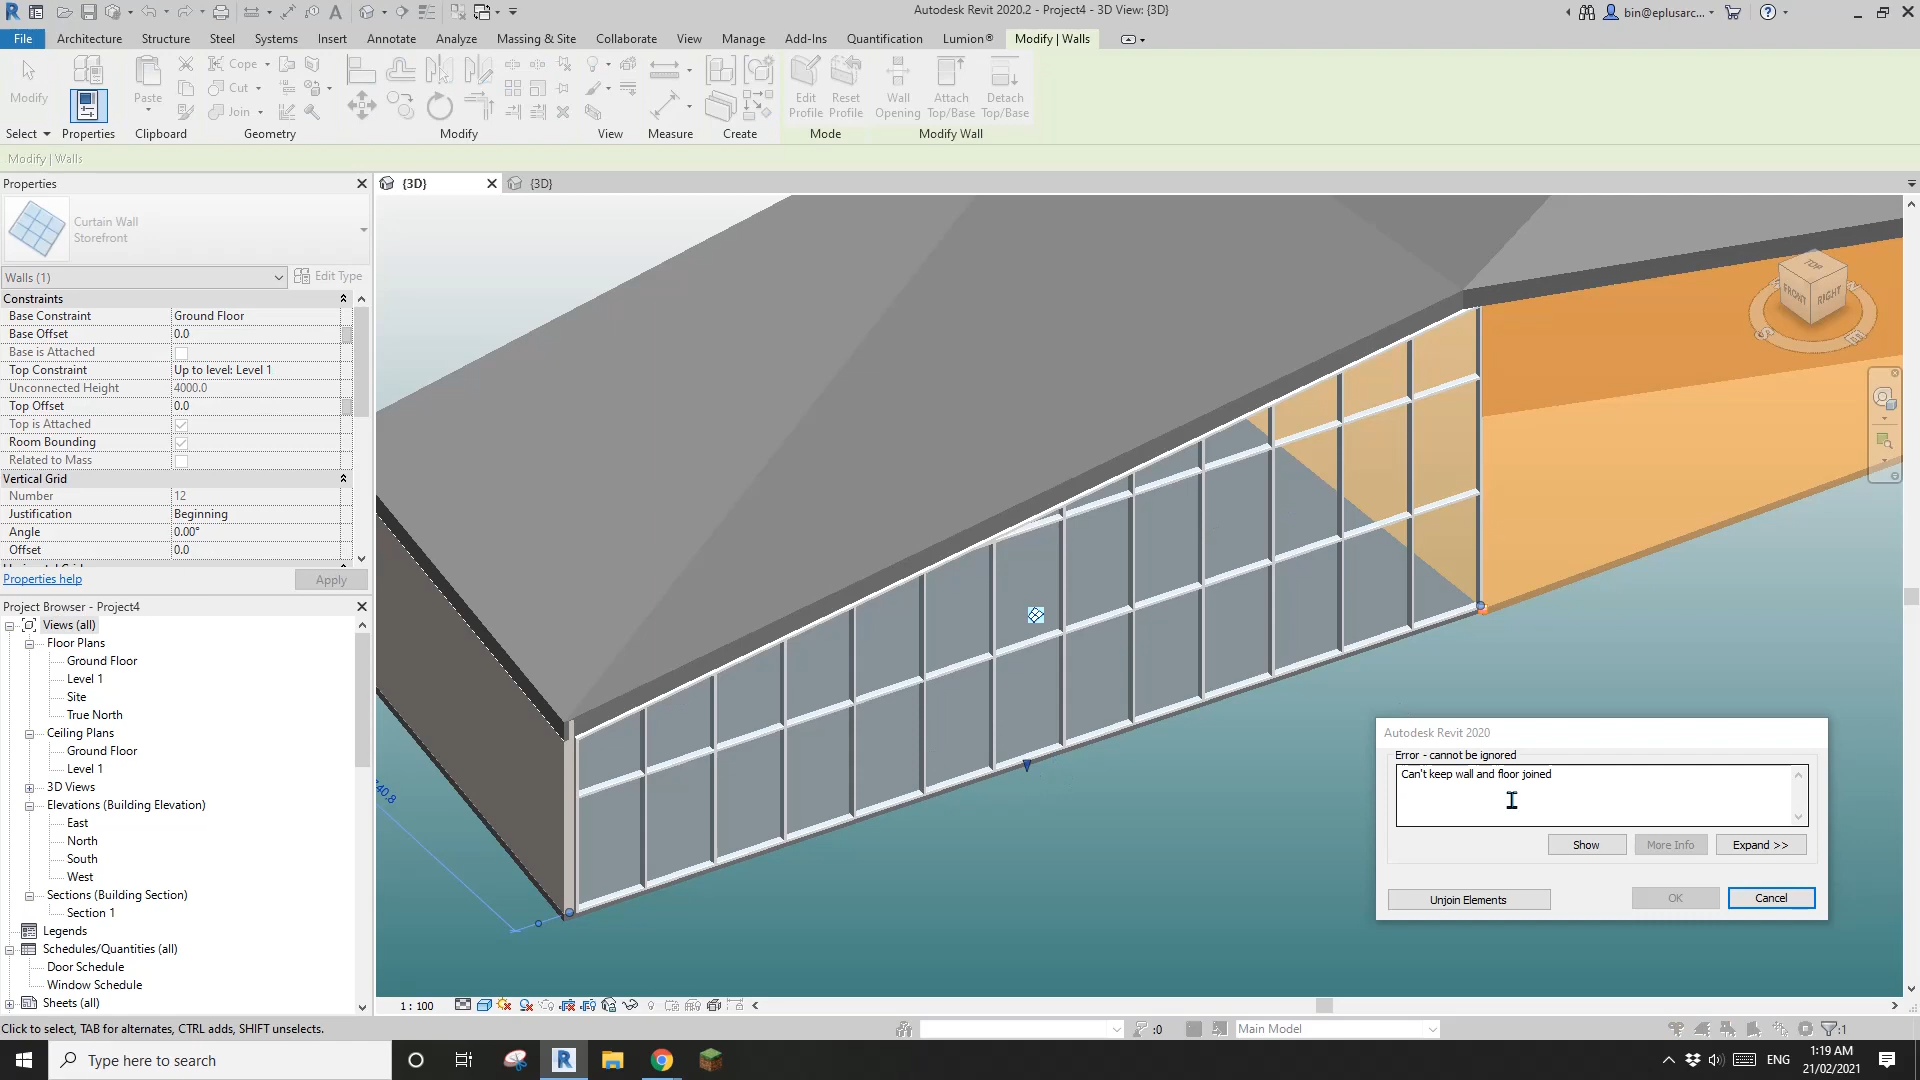 Autodesk Revit 2020.2 - Project4 - 3D View: {3D}
bin@eplusarc...
File
Architecture
Structure
Steel
Systems
Insert
Annotate
Analyze
Massing & Site
Collaborate
View
Manage
Add-Ins
Quantification
Lumion®
Modify | Walls
Modify
Paste
Cope
Cut
Join
Edit
Profile
Reset
Profile
Wall
Opening
Attach
Top/Base
Detach
Top/Base
Select
Properties
Clipboard
Geometry
Modify
View
Measure
Create
Mode
Modify Wall
Modify | Walls
Properties
{3D}
{3D}
Curtain Wall
Storefront
Walls (1)
Edit Type
Constraints
Base Constraint Ground Floor
Base Offset 0.0
Base is Attached
Top Constraint Up to level: Level 1
Unconnected Height 4000.0
Top Offset 0.0
Top is Attached
Room Bounding
Related to Mass
Vertical Grid
Number 12
Justification Beginning
Angle 0.00°
Offset 0.0
Properties help
Apply
Project Browser - Project4
Views (all)
Floor Plans
Ground Floor
Level 1
Site
True North
Ceiling Plans
Ground Floor
Level 1
3D Views
Elevations (Building Elevation)
East
North
South
West
Sections (Building Section)
Section 1
Legends
Schedules/Quantities (all)
Door Schedule
Window Schedule
Sheets (all)
TOP
FRONT
RIGHT
Autodesk Revit 2020
Error - cannot be ignored
Can't keep wall and floor joined
Show
More Info
Expand >>
Unjoin Elements
OK
Cancel
1 : 100
Click to select, TAB for alternates, CTRL adds, SHIFT unselects.
:0
Main Model
:1
Type here to search
ENG
1:19 AM
21/02/2021